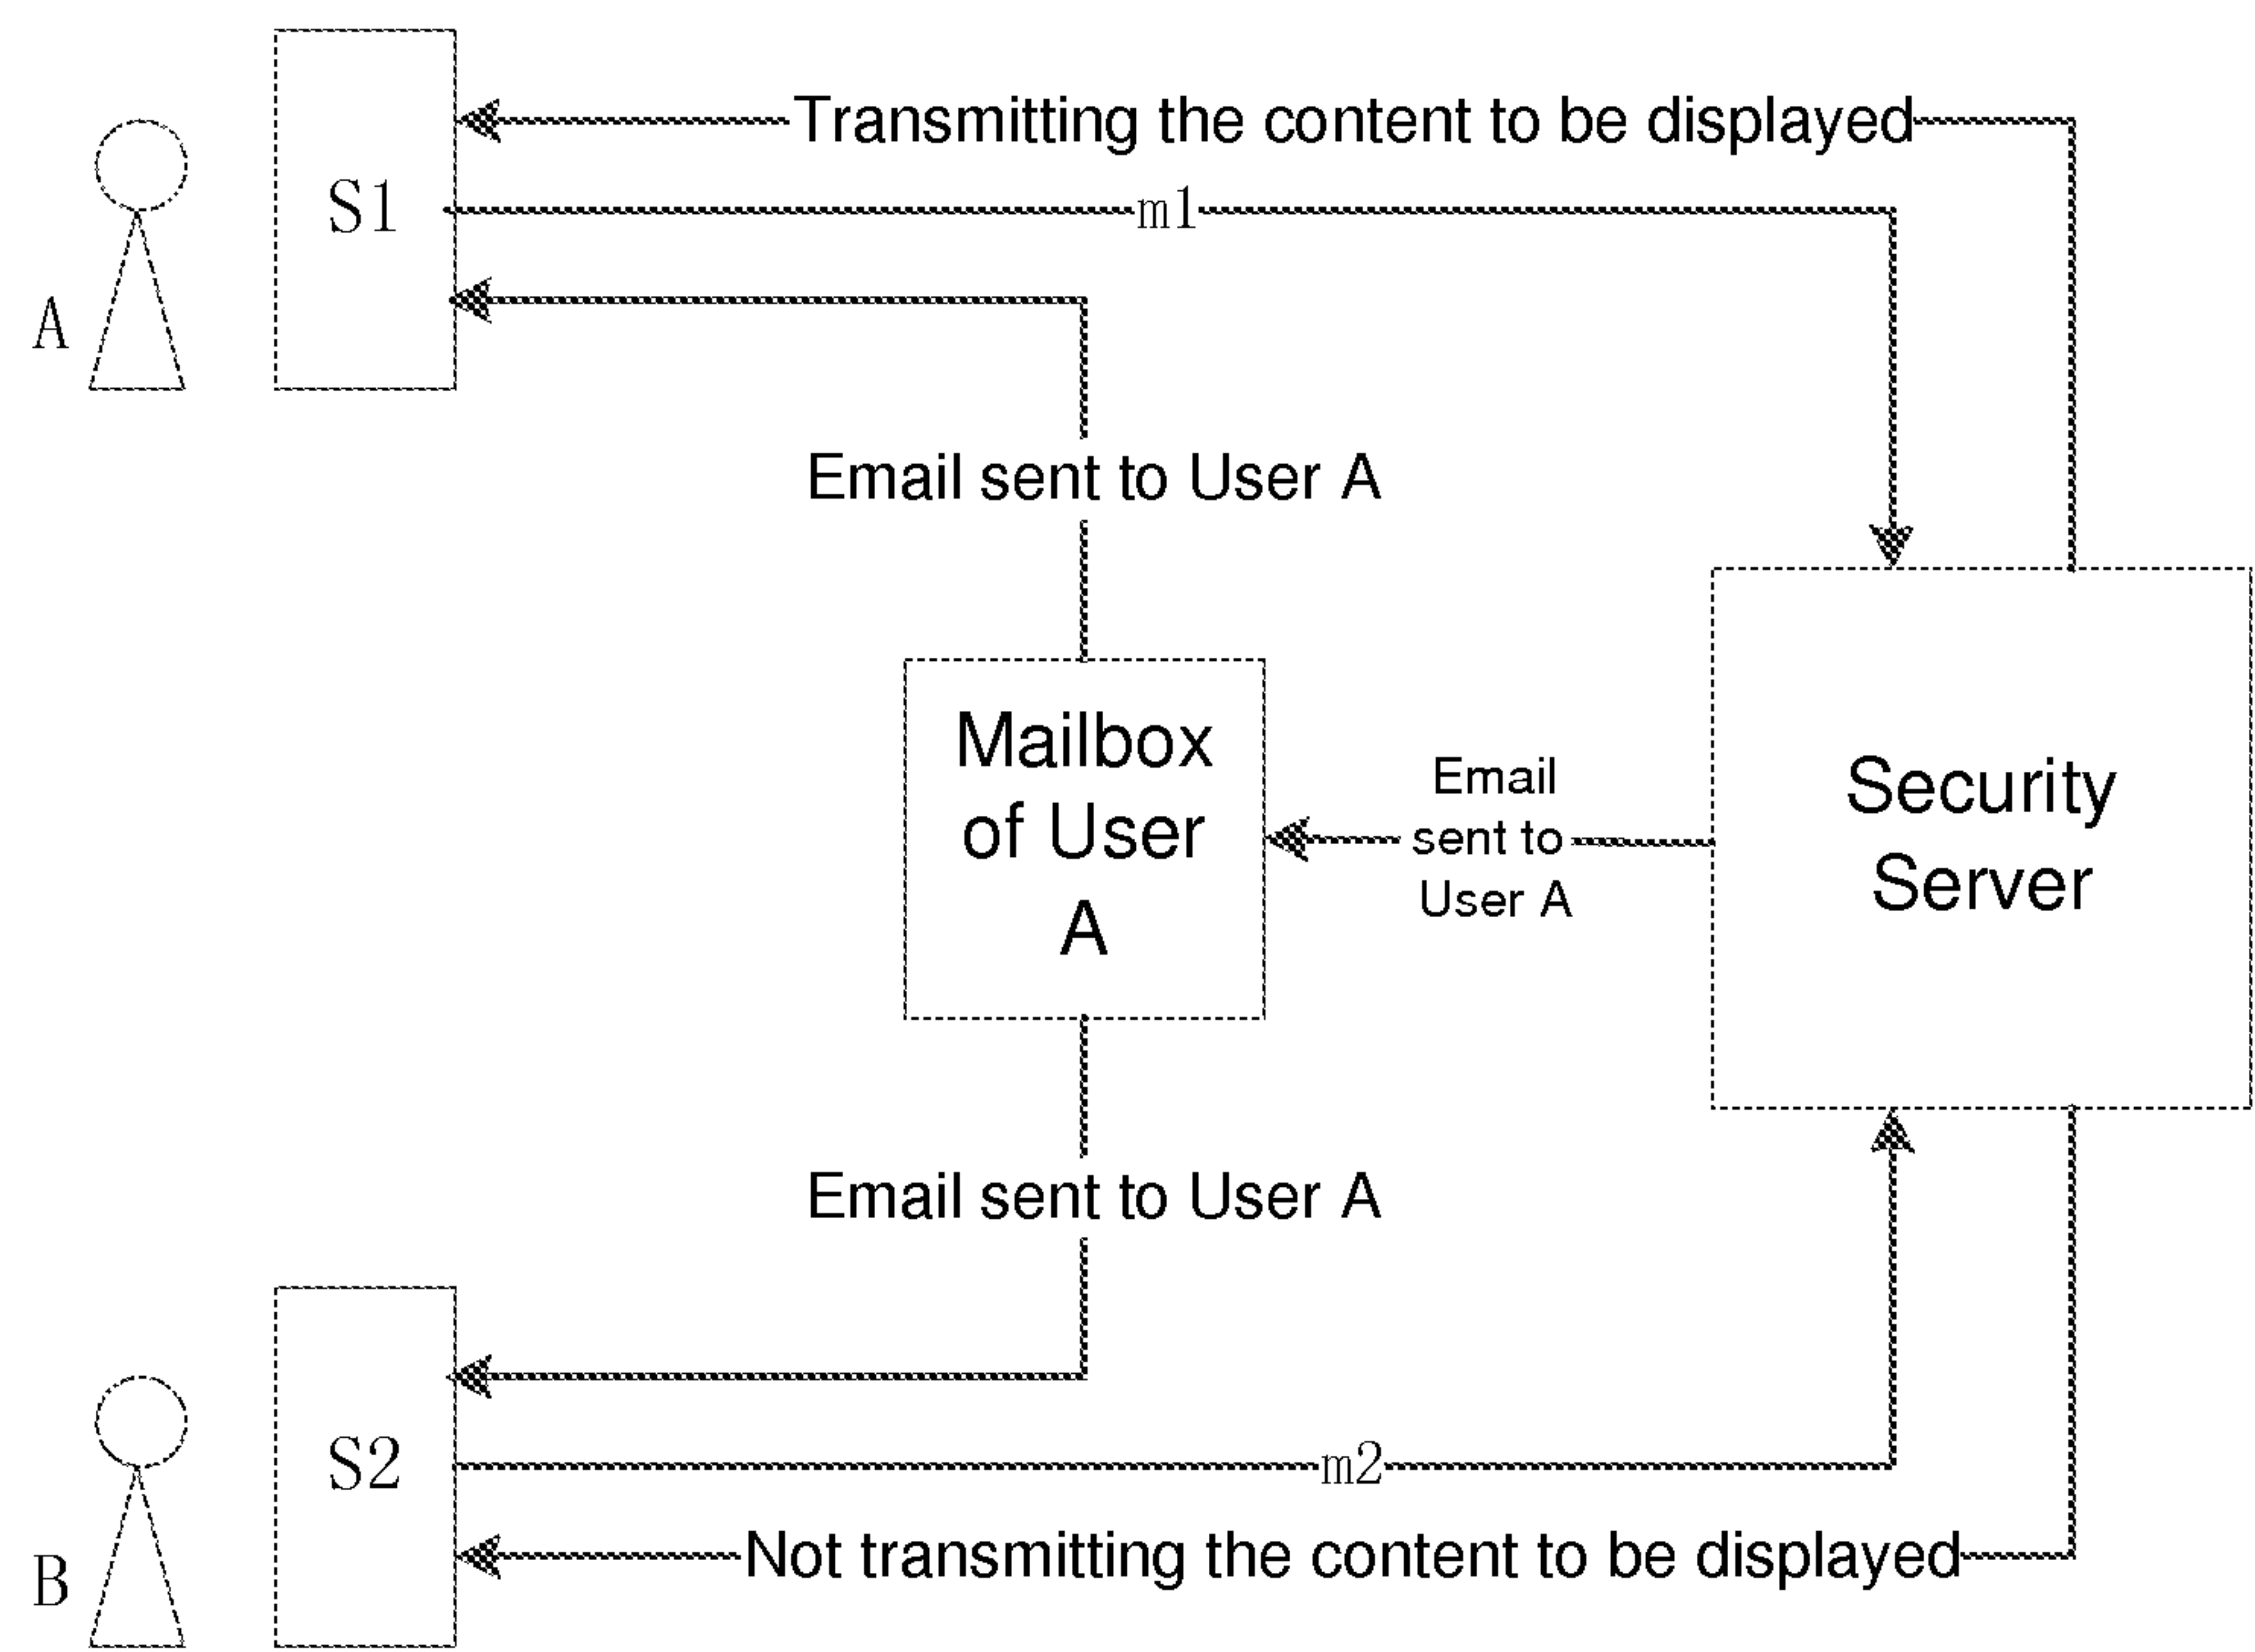 Transmitting the content to be displayed
S1
m1
A
Email sent to User A
Mailbox
of User
A
Email
sent to
User A
Security
Server
Email sent to User A
S2
m2
Not transmitting the content to be displayed
B